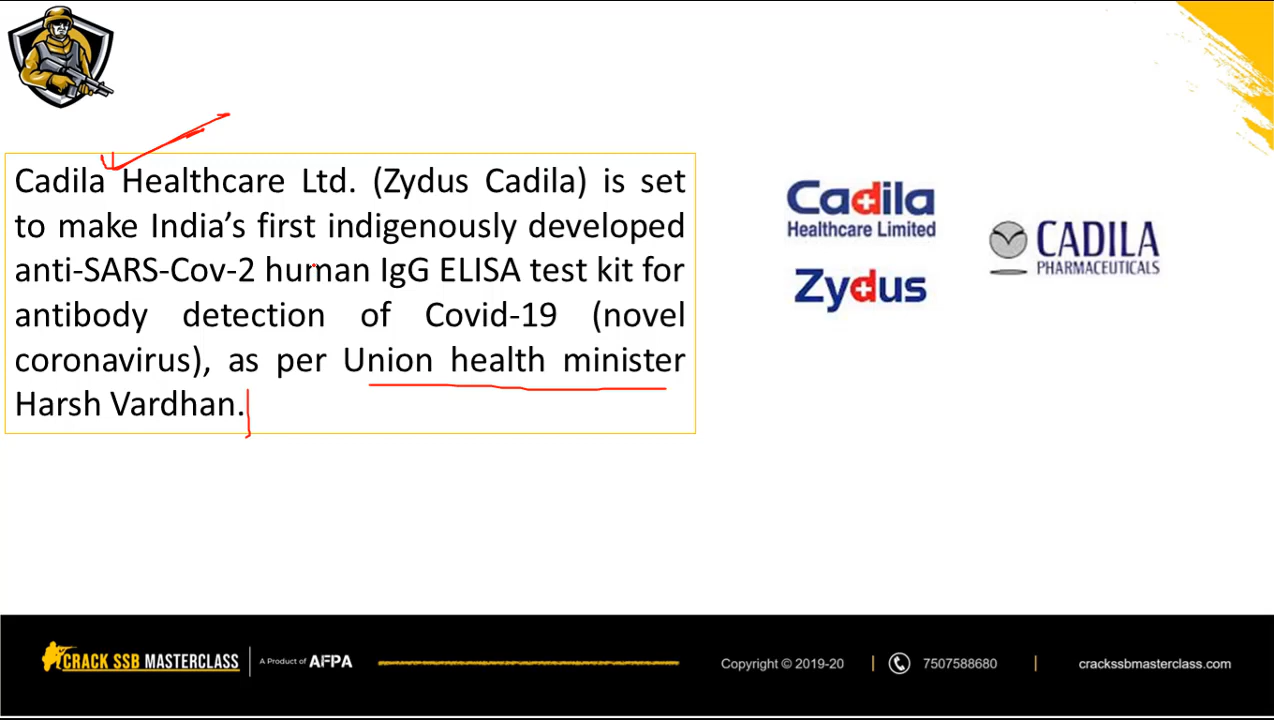 Cadila Healthcare Ltd. (Zydus Cadila) is set
to make India’s first indigenously developed
anti-SARS-Cov-2 human IgG ELISA test kit for
antibody detection of Covid-19 (novel
coronavirus), as per Union health minister
Harsh Vardhan.
Cadila
Healthcare Limited
Zydus
CADILA
PHARMACEUTICALS
CRACK SSB MASTERCLASS
A Product of AFPA
Copyright © 2019-20
7507588680
crackssbmasterclass.com